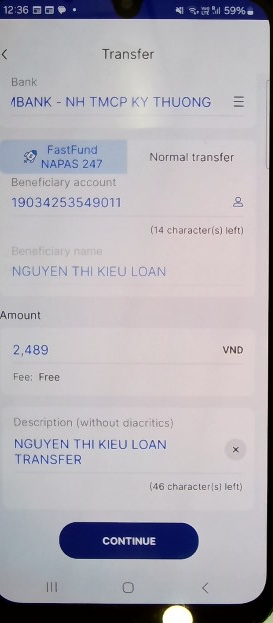 12:36
59%
Transfer
Bank
MBANK - NH TMCP KY THUONG
FastFund
NAPAS 247
Normal transfer
Beneficiary account
19034253549011
(14 character(s) left)
Beneficiary name
NGUYEN THI KIEU LOAN
Amount
2,489 VND
Fee: Free
Description (without diacritics)
NGUYEN THI KIEU LOAN
TRANSFER
(46 character(s) left)
CONTINUE